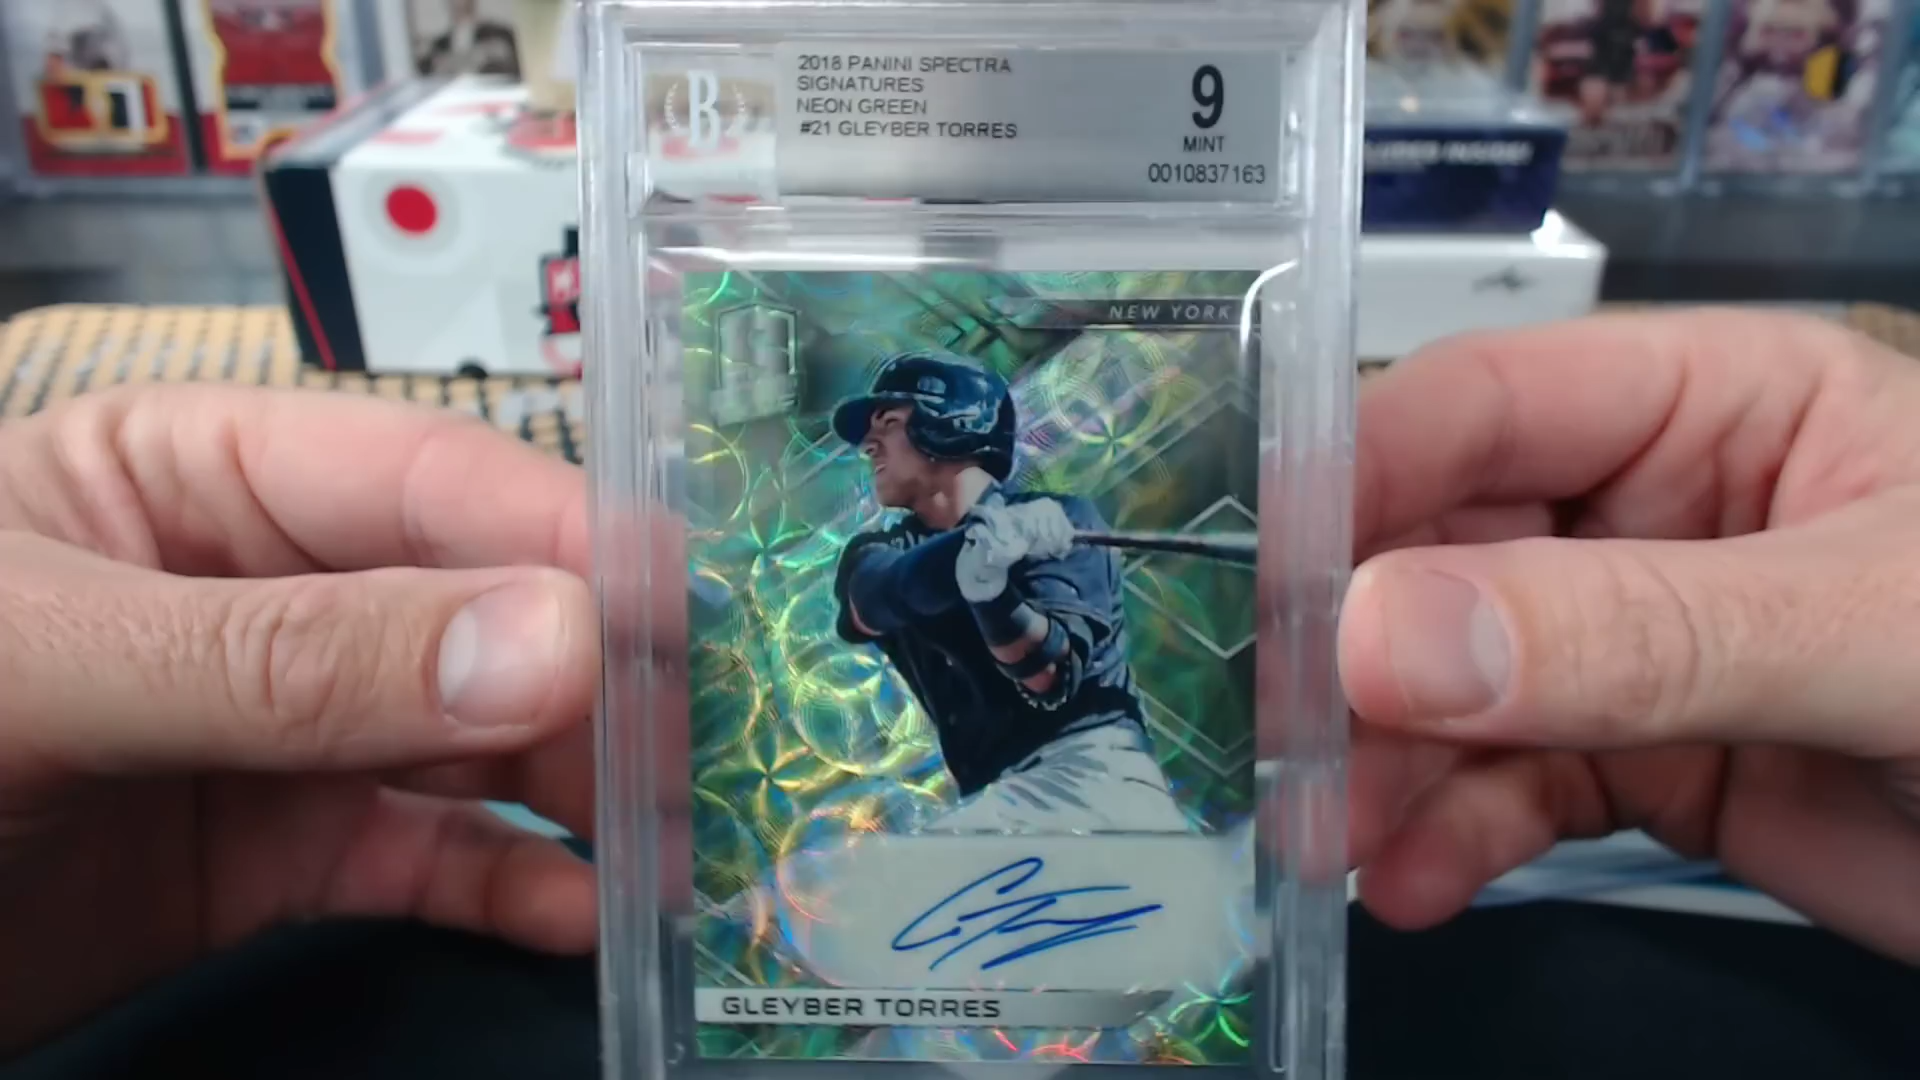 2018 PANINI SPECTRA
SIGNATURES
NEON GREEN
#21 GLEYBER TORRES
9
MINT
0010837163
B
NEW YORK
GLEYBER TORRES